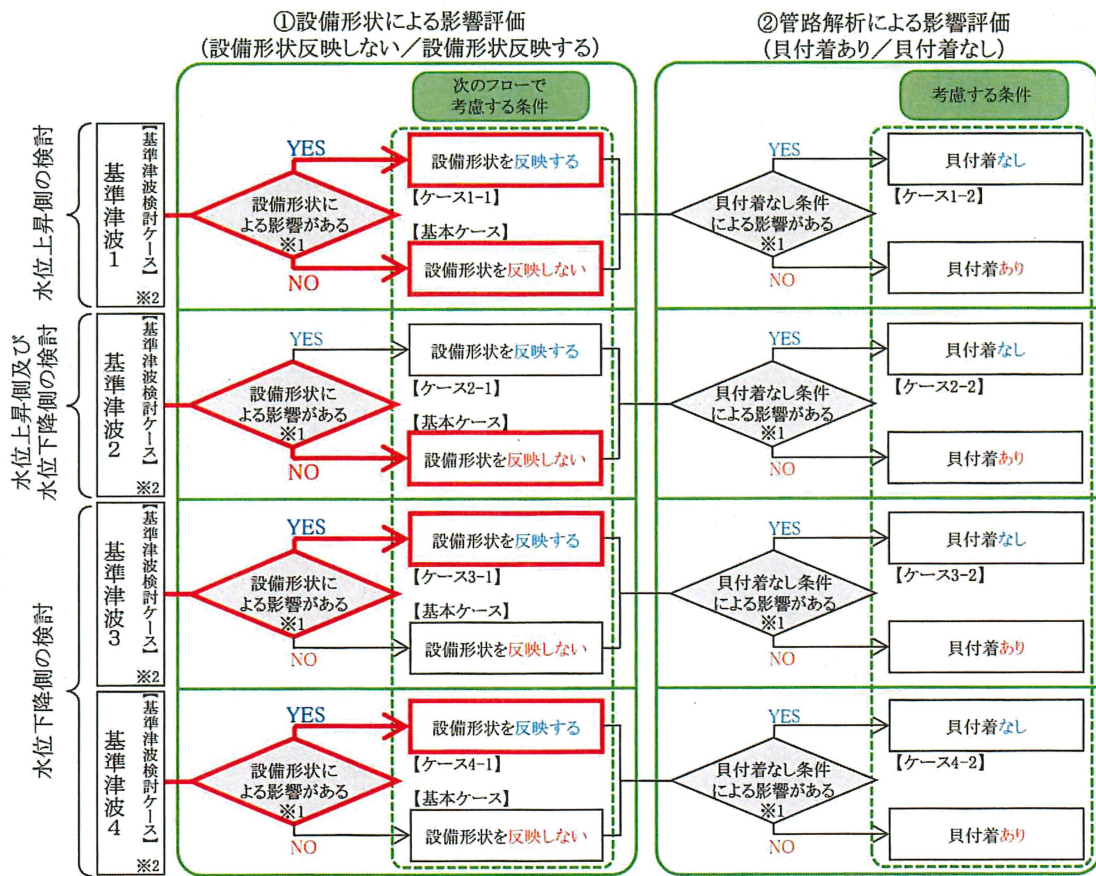 ①設備形状による影響評価
(設備形状反映しない／設備形状反映する)
②管路解析による影響評価
(貝付着あり／貝付着なし)
次のフローで
考慮する条件
考慮する条件
水位上昇側の検討
【基準津波検討ケース】
基準津波1
※2
設備形状に
よる影響がある
※1
YES
設備形状を反映する
【ケース1-1】
【基本ケース】
NO
設備形状を反映しない
貝付着なし条件
による影響がある
※1
YES
貝付着なし
【ケース1-2】
NO
貝付着あり
水位上昇側及び
水位下降側の検討
【基準津波検討ケース】
基準津波2
※2
設備形状に
よる影響がある
※1
YES
設備形状を反映する
【ケース2-1】
【基本ケース】
NO
設備形状を反映しない
貝付着なし条件
による影響がある
※1
YES
貝付着なし
【ケース2-2】
NO
貝付着あり
水位下降側の検討
【基準津波検討ケース】
基準津波3
※2
設備形状に
よる影響がある
※1
YES
設備形状を反映する
【ケース3-1】
【基本ケース】
NO
設備形状を反映しない
貝付着なし条件
による影響がある
※1
YES
貝付着なし
【ケース3-2】
NO
貝付着あり
【基準津波検討ケース】
基準津波4
※2
設備形状に
よる影響がある
※1
YES
設備形状を反映する
【ケース4-1】
【基本ケース】
NO
設備形状を反映しない
貝付着なし条件
による影響がある
※1
YES
貝付着なし
【ケース4-2】
NO
貝付着あり